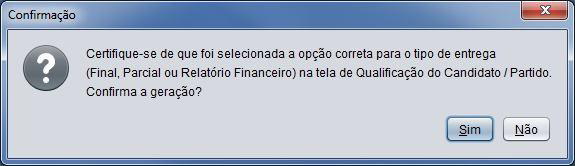 Confirmação
Certifique-se de que foi selecionada a opção correta para o tipo de entrega
(Final, Parcial ou Relatório Financeiro) na tela de Qualificação do Candidato / Partido.
Confirma a geração?
Sim Não